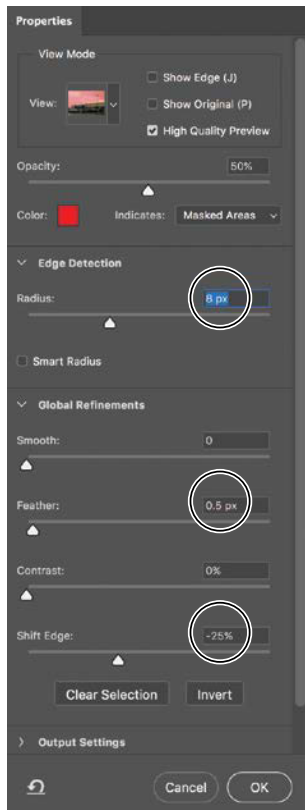 Properties
View Mode
Show Edge (J)
View:
Show Original (P)
High Quality Preview
Opacity: 50%
Color: Indicates: Masked Areas
Edge Detection
Radius: 8 px
Smart Radius
Global Refinements
Smooth: 0
Feather: 0.5 px
Contrast: 0%
Shift Edge: -25%
Clear Selection Invert
Output Settings
Cancel OK